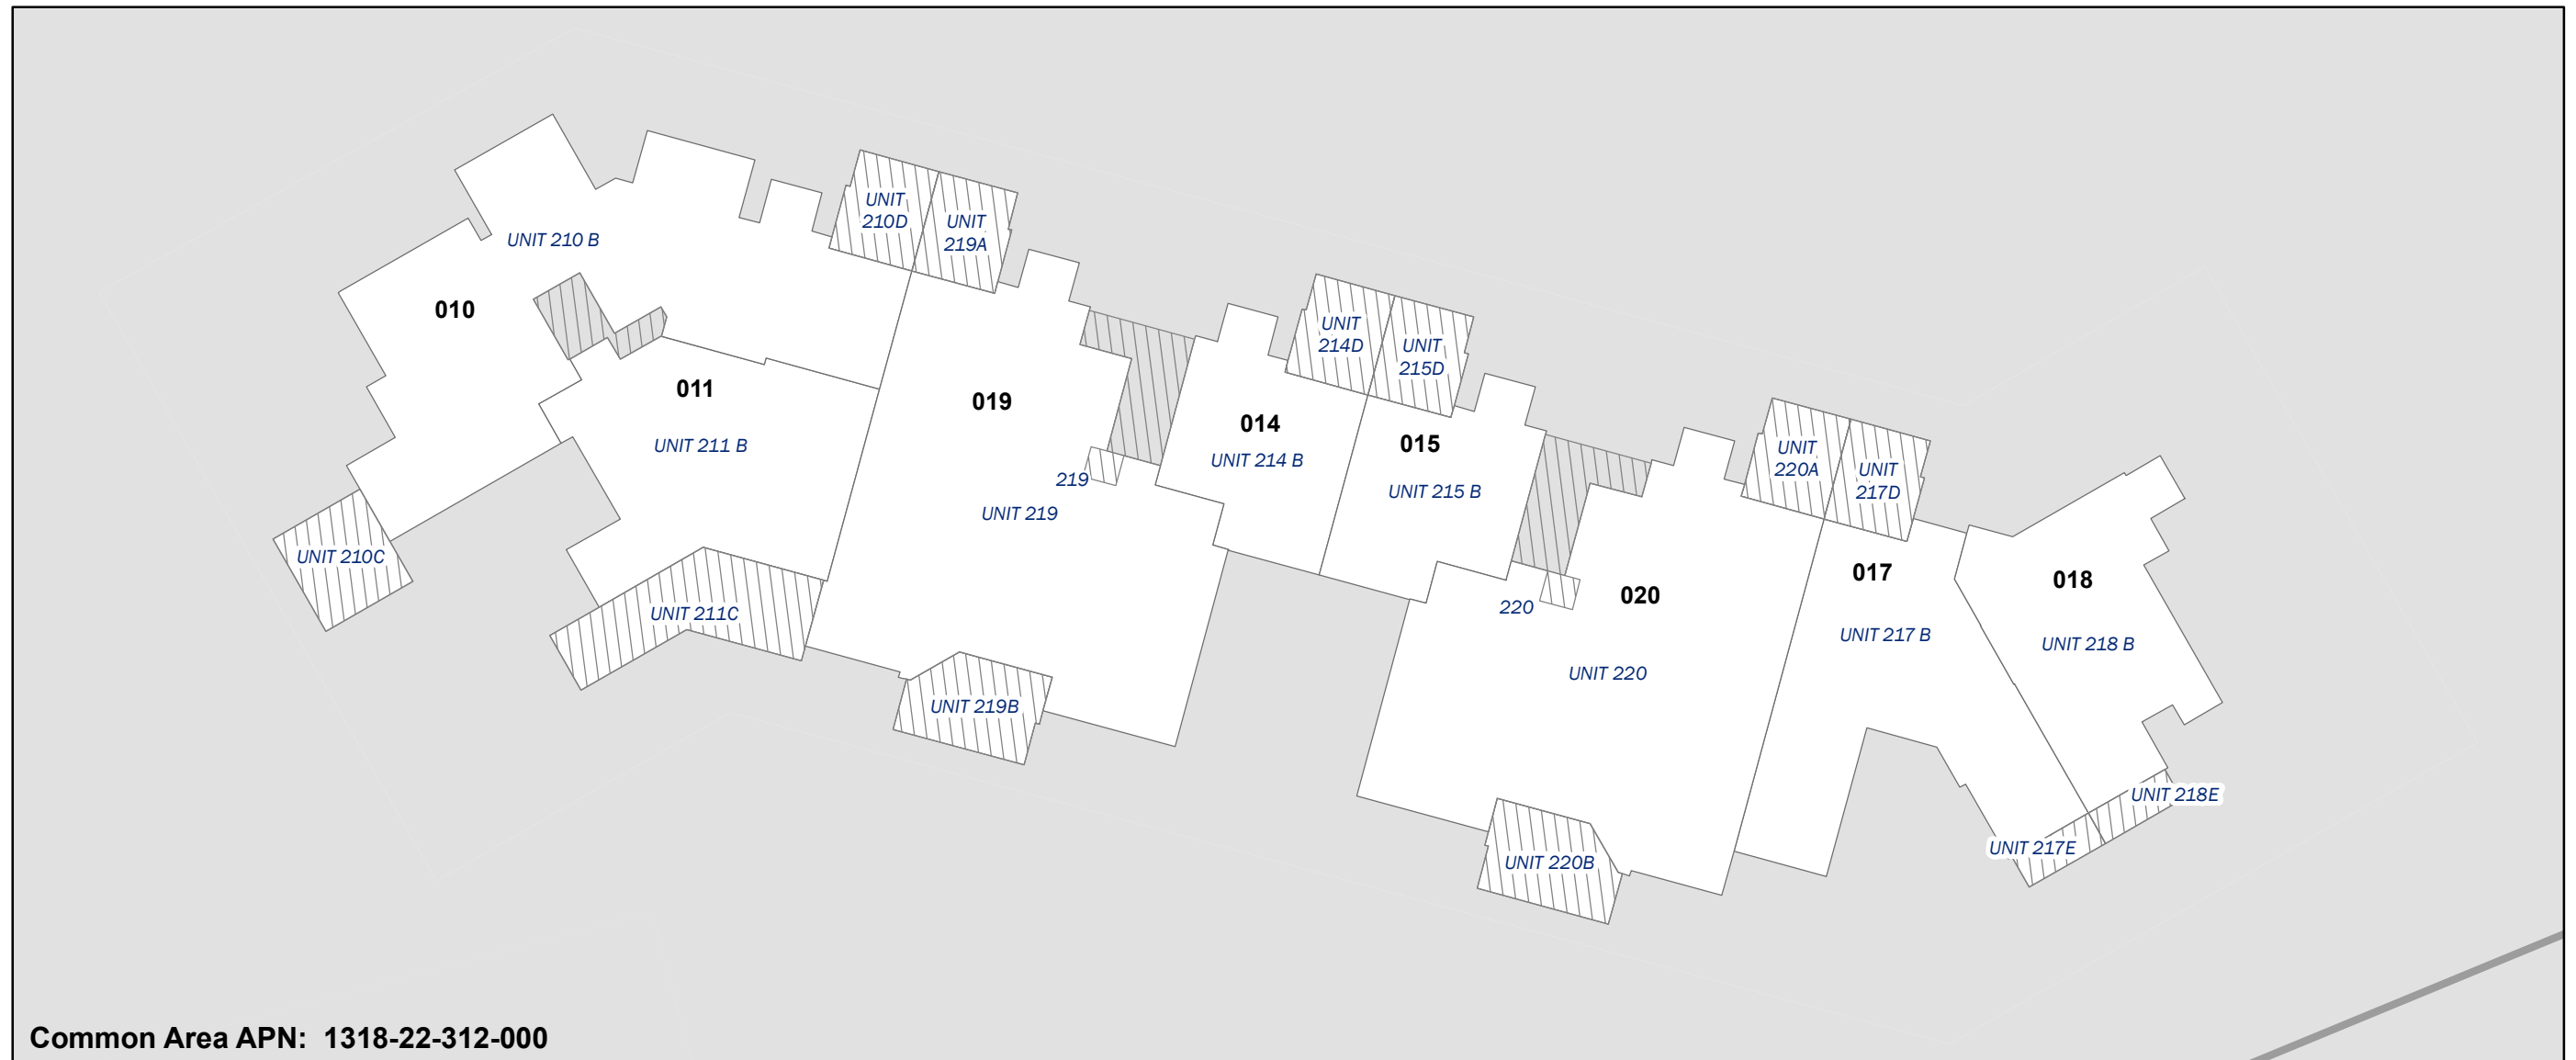 UNIT
210D
UNIT
219A
UNIT 210 B
010
011
UNIT 211 B
019
219
UNIT 219
UNIT
214D
UNIT
215D
014
UNIT 214 B
015
UNIT 215 B
UNIT
220A
UNIT
217D
UNIT 210C
UNIT 211C
UNIT 219B
220
020
UNIT 220
017
UNIT 217 B
018
UNIT 218 B
UNIT 218E
UNIT 217E
UNIT 220B
Common Area APN: 1318-22-312-000